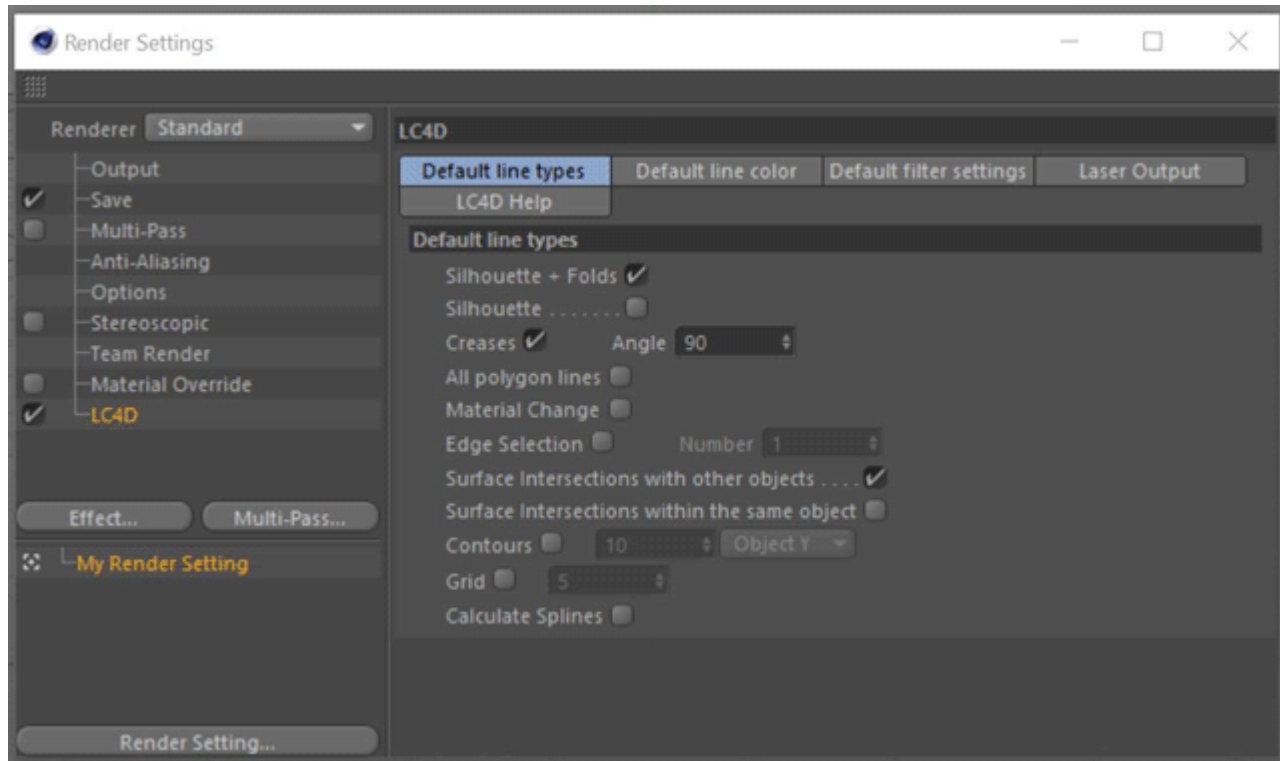 Render Settings
Renderer Standard
Output
Save
Multi-Pass
Anti-Aliasing
Options
Stereoscopic
Team Render
Material Override
LC4D
Effect... Multi-Pass...
My Render Setting
Render Setting...
LC4D
Default line types Default line color Default filter settings Laser Output
LC4D Help
Default line types
Silhouette + Folds
Silhouette . . . . . . .
Creases Angle 90
All polygon lines
Material Change
Edge Selection Number 1
Surface Intersections with other objects . . . .
Surface Intersections within the same object
Contours 10 Object Y
Grid 5
Calculate Splines